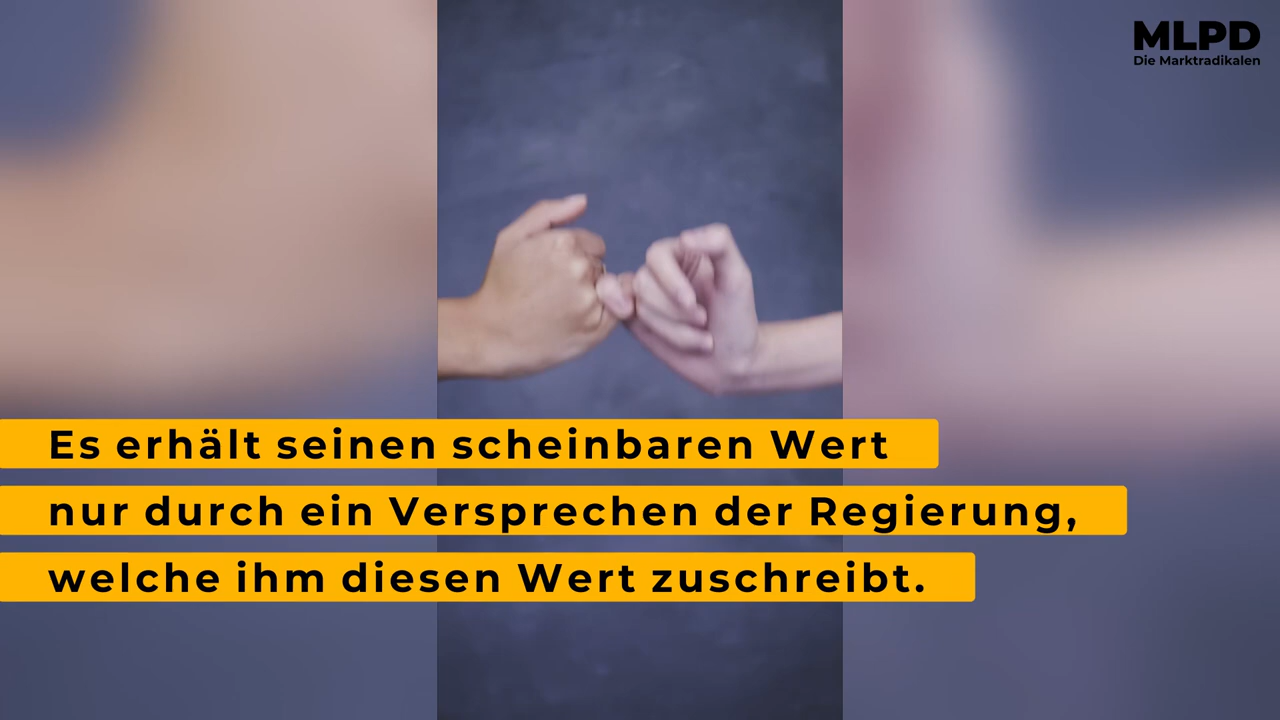 MLPD
Die Marktradikalen
Es erhält seinen scheinbaren Wert
nur durch ein Versprechen der Regierung,
welche ihm diesen Wert zuschreibt.